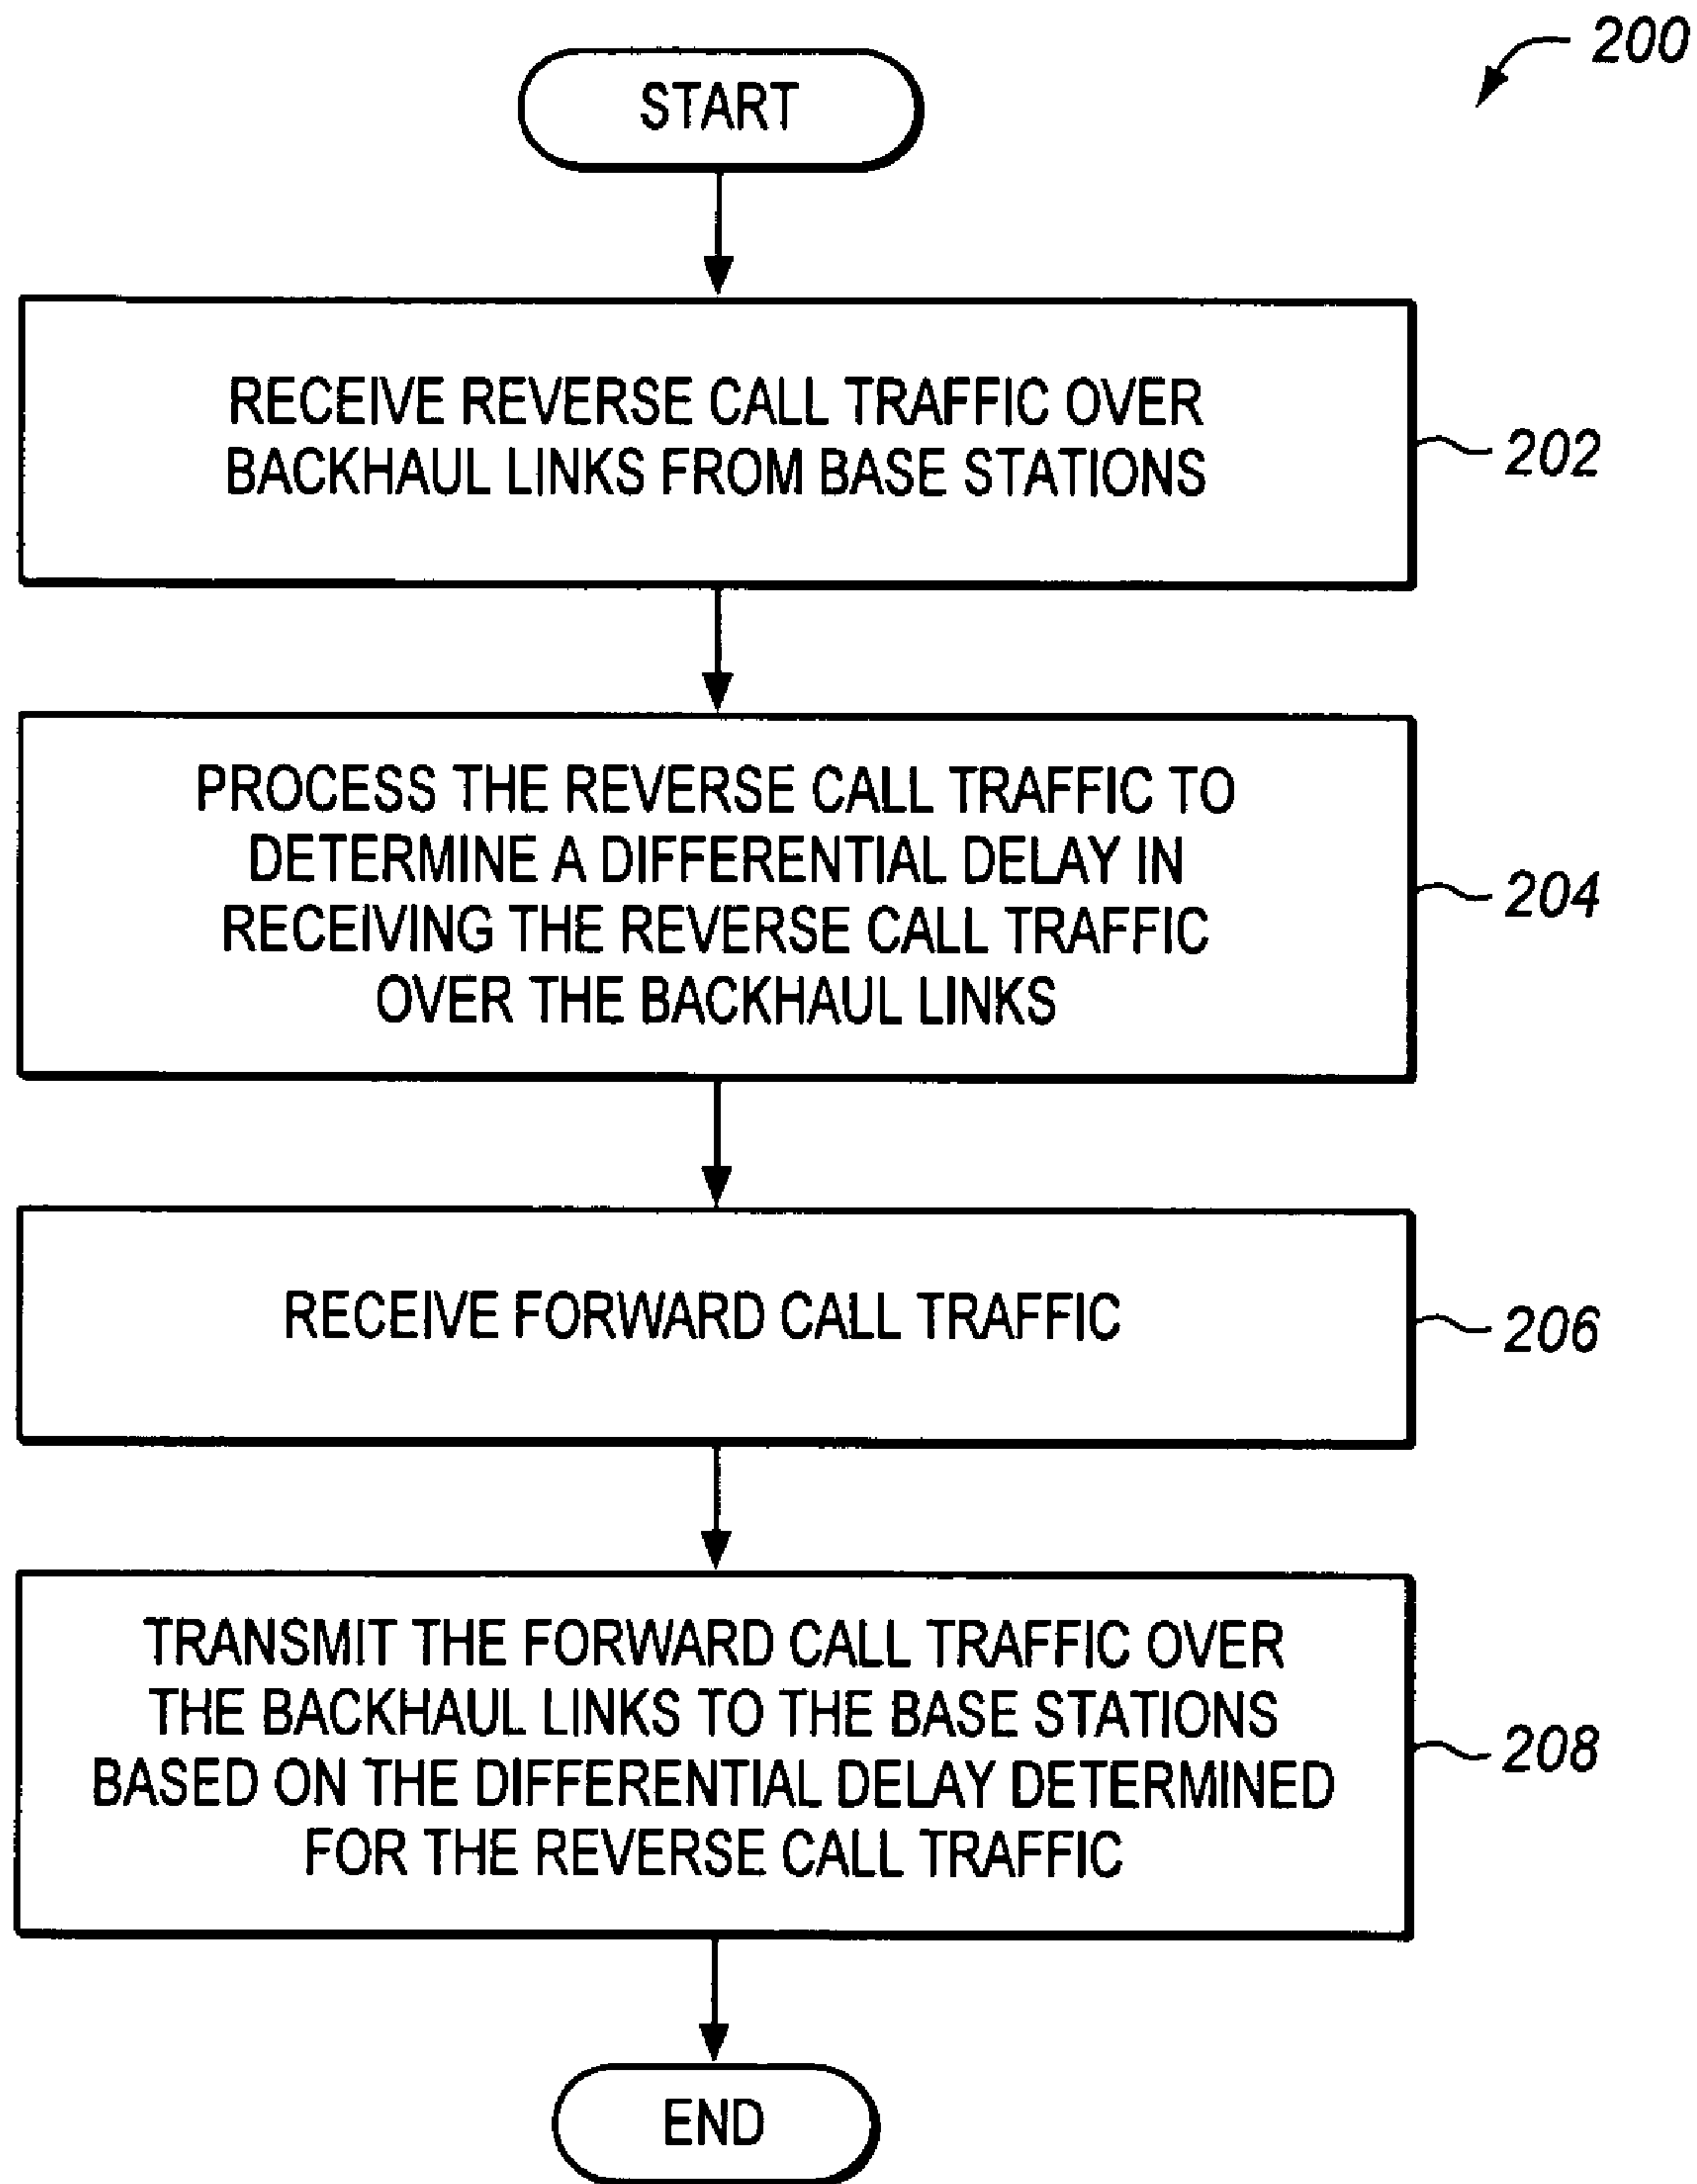 200
START
RECEIVE REVERSE CALL TRAFFIC OVER
BACKHAUL LINKS FROM BASE STATIONS
202
PROCESS THE REVERSE CALL TRAFFIC TO
DETERMINE A DIFFERENTIAL DELAY IN
RECEIVING THE REVERSE CALL TRAFFIC
OVER THE BACKHAUL LINKS
204
RECEIVE FORWARD CALL TRAFFIC
206
TRANSMIT THE FORWARD CALL TRAFFIC OVER
THE BACKHAUL LINKS TO THE BASE STATIONS
BASED ON THE DIFFERENTIAL DELAY DETERMINED
FOR THE REVERSE CALL TRAFFIC
208
END